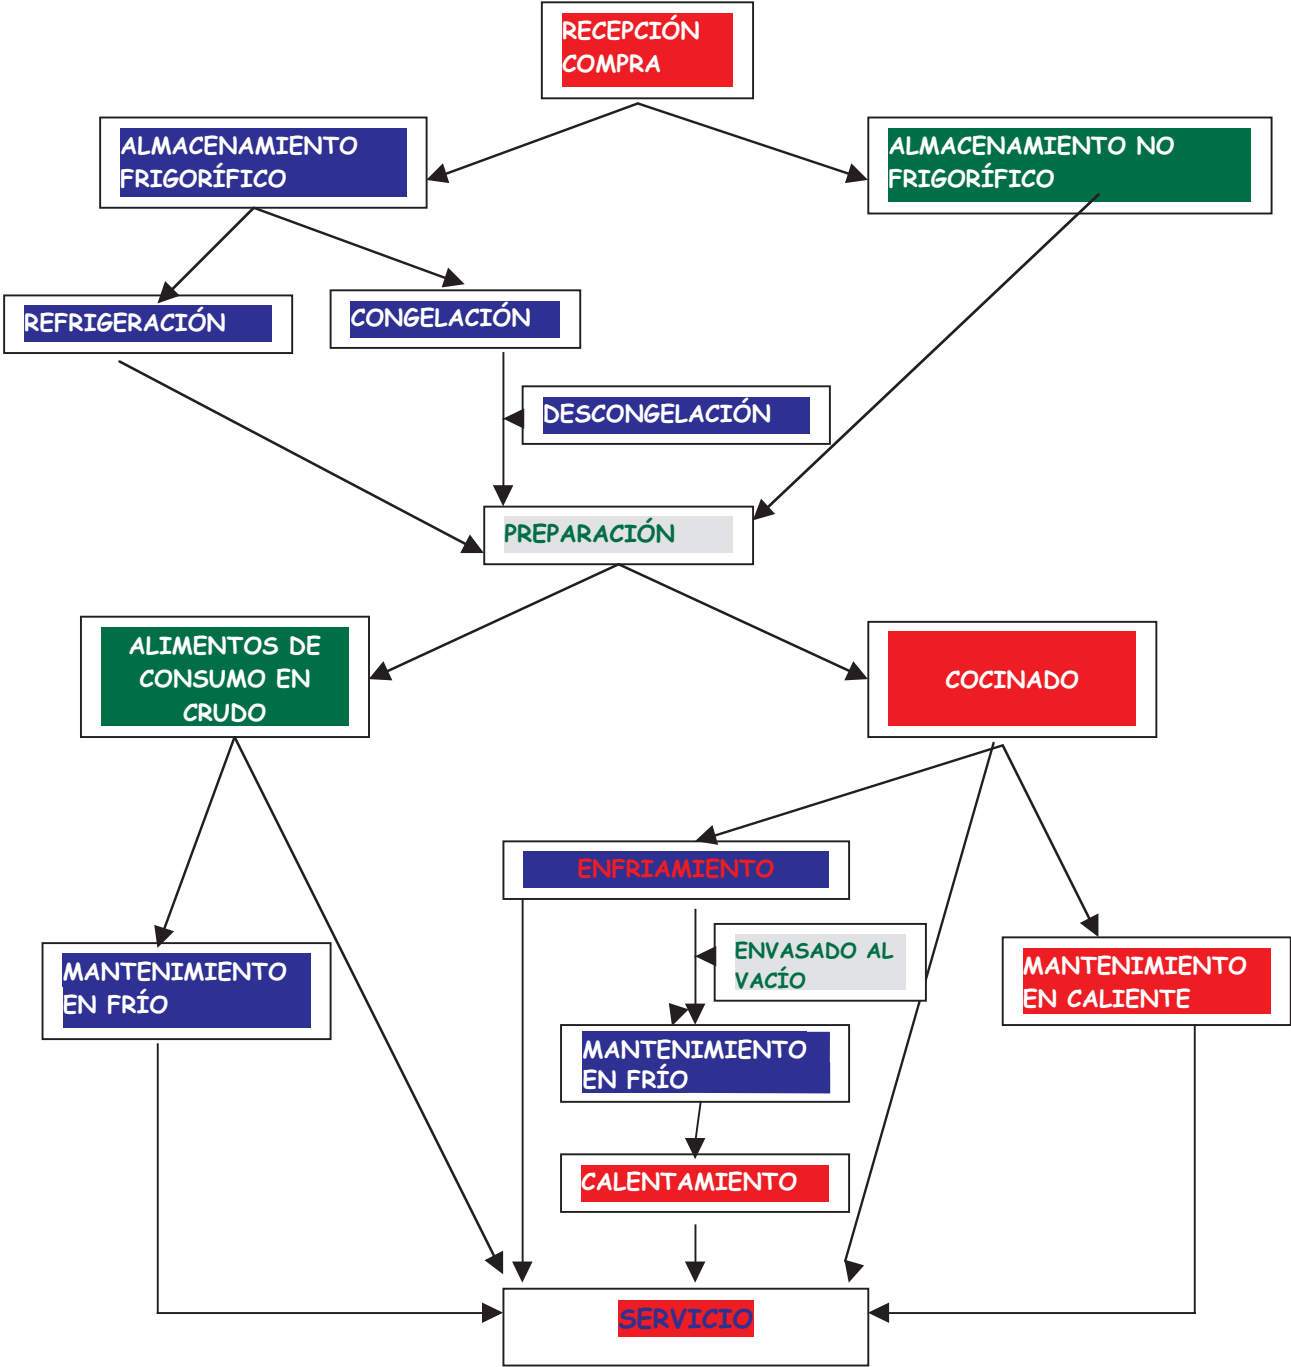 RECEPCIÓN
COMPRA
ALMACENAMIENTO
FRIGORÍFICO
ALMACENAMIENTO NO
FRIGORÍFICO
REFRIGERACIÓN
CONGELACIÓN
DESCONGELACIÓN
PREPARACIÓN
ALIMENTOS DE
CONSUMO EN
CRUDO
COCINADO
ENFRIAMIENTO
ENVASADO AL
VACÍO
MANTENIMIENTO
EN FRÍO
MANTENIMIENTO
EN CALIENTE
MANTENIMIENTO
EN FRÍO
CALENTAMIENTO
SERVICIO